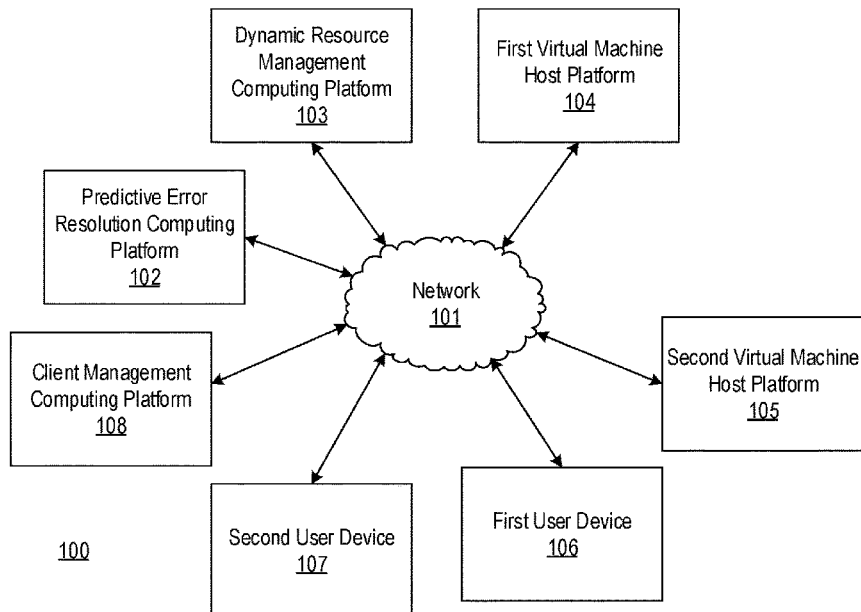 Dynamic Resource
Management
Computing Platform
103
First Virtual Machine
Host Platform
104
Predictive Error
Resolution Computing
Platform
102
Network
101
Client Management
Computing Platform
108
Second Virtual Machine
Host Platform
105
Second User Device
107
First User Device
106
100